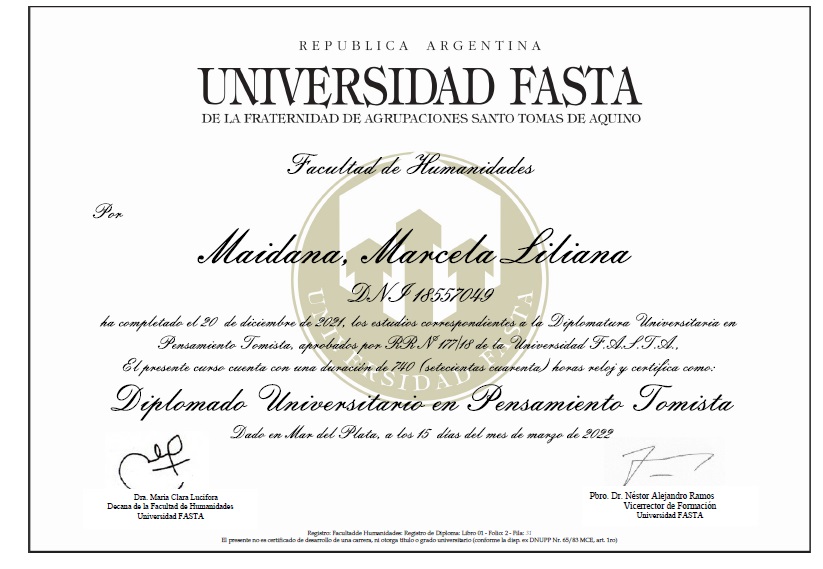 REPUBLICA ARGENTINA
UNIVERSIDAD FASTA
DE LA FRATERNIDAD DE AGRUPACIONES SANTO TOMAS DE AQUINO
Facultad de Humanidades
Por
Maidana, Marcela Liliana
DNI 18557049
ha completado el 20 de diciembre de 2021, los estudios correspondientes a la Diplomatura Universitaria en
Pensamiento Tomista, aprobados por RR Nº 177/18 de la Universidad F.A.S.T.A.,
El presente curso cuenta con una duración de 740 (setecientas cuarenta) horas reloj y certifica como:
UNIVERSIDAD FASTA
Diplomado Universitario en Pensamiento Tomista
Dado en Mar del Plata, a los 15 días del mes de marzo de 2022
Dra. Maria Clara Lucifora
Decana de la Facultad de Humanidades
Universidad FASTA
Pbro. Dr. Néstor Alejandro Ramos
Vicerrector de Formación
Universidad FASTA
Registro: Facultadde Humanidades: Registro de Diploma: Libro 01 - Folio: 2 - Fila:
El presente no es certificado de desarrollo de una carrera, ni otorga título o grado universitario (conforme la disp. ex DNUPP Nr. 65/83 MCE, art. 1ro)